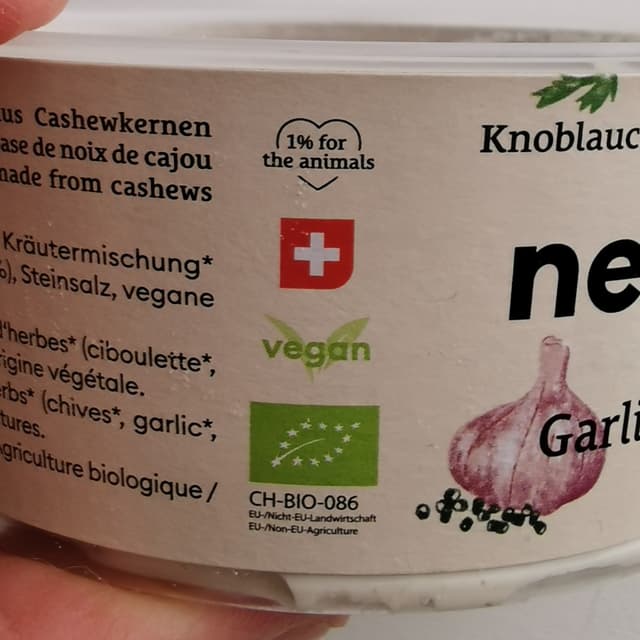 us Cashewkernen
ase de noix de cajou
made from cashews
Kräutermischung*
%), Steinsalz, vegane
d'herbes* (ciboulette*,
rigine végétale.
erbs* (chives*, garlic*,
tures.
agriculture biologique /
1% for
the animals
vegan
CH-BIO-086
EU-/Nicht-EU-Landwirtschaft
EU-/Non-EU-Agriculture
Knoblauc
ne
Garli